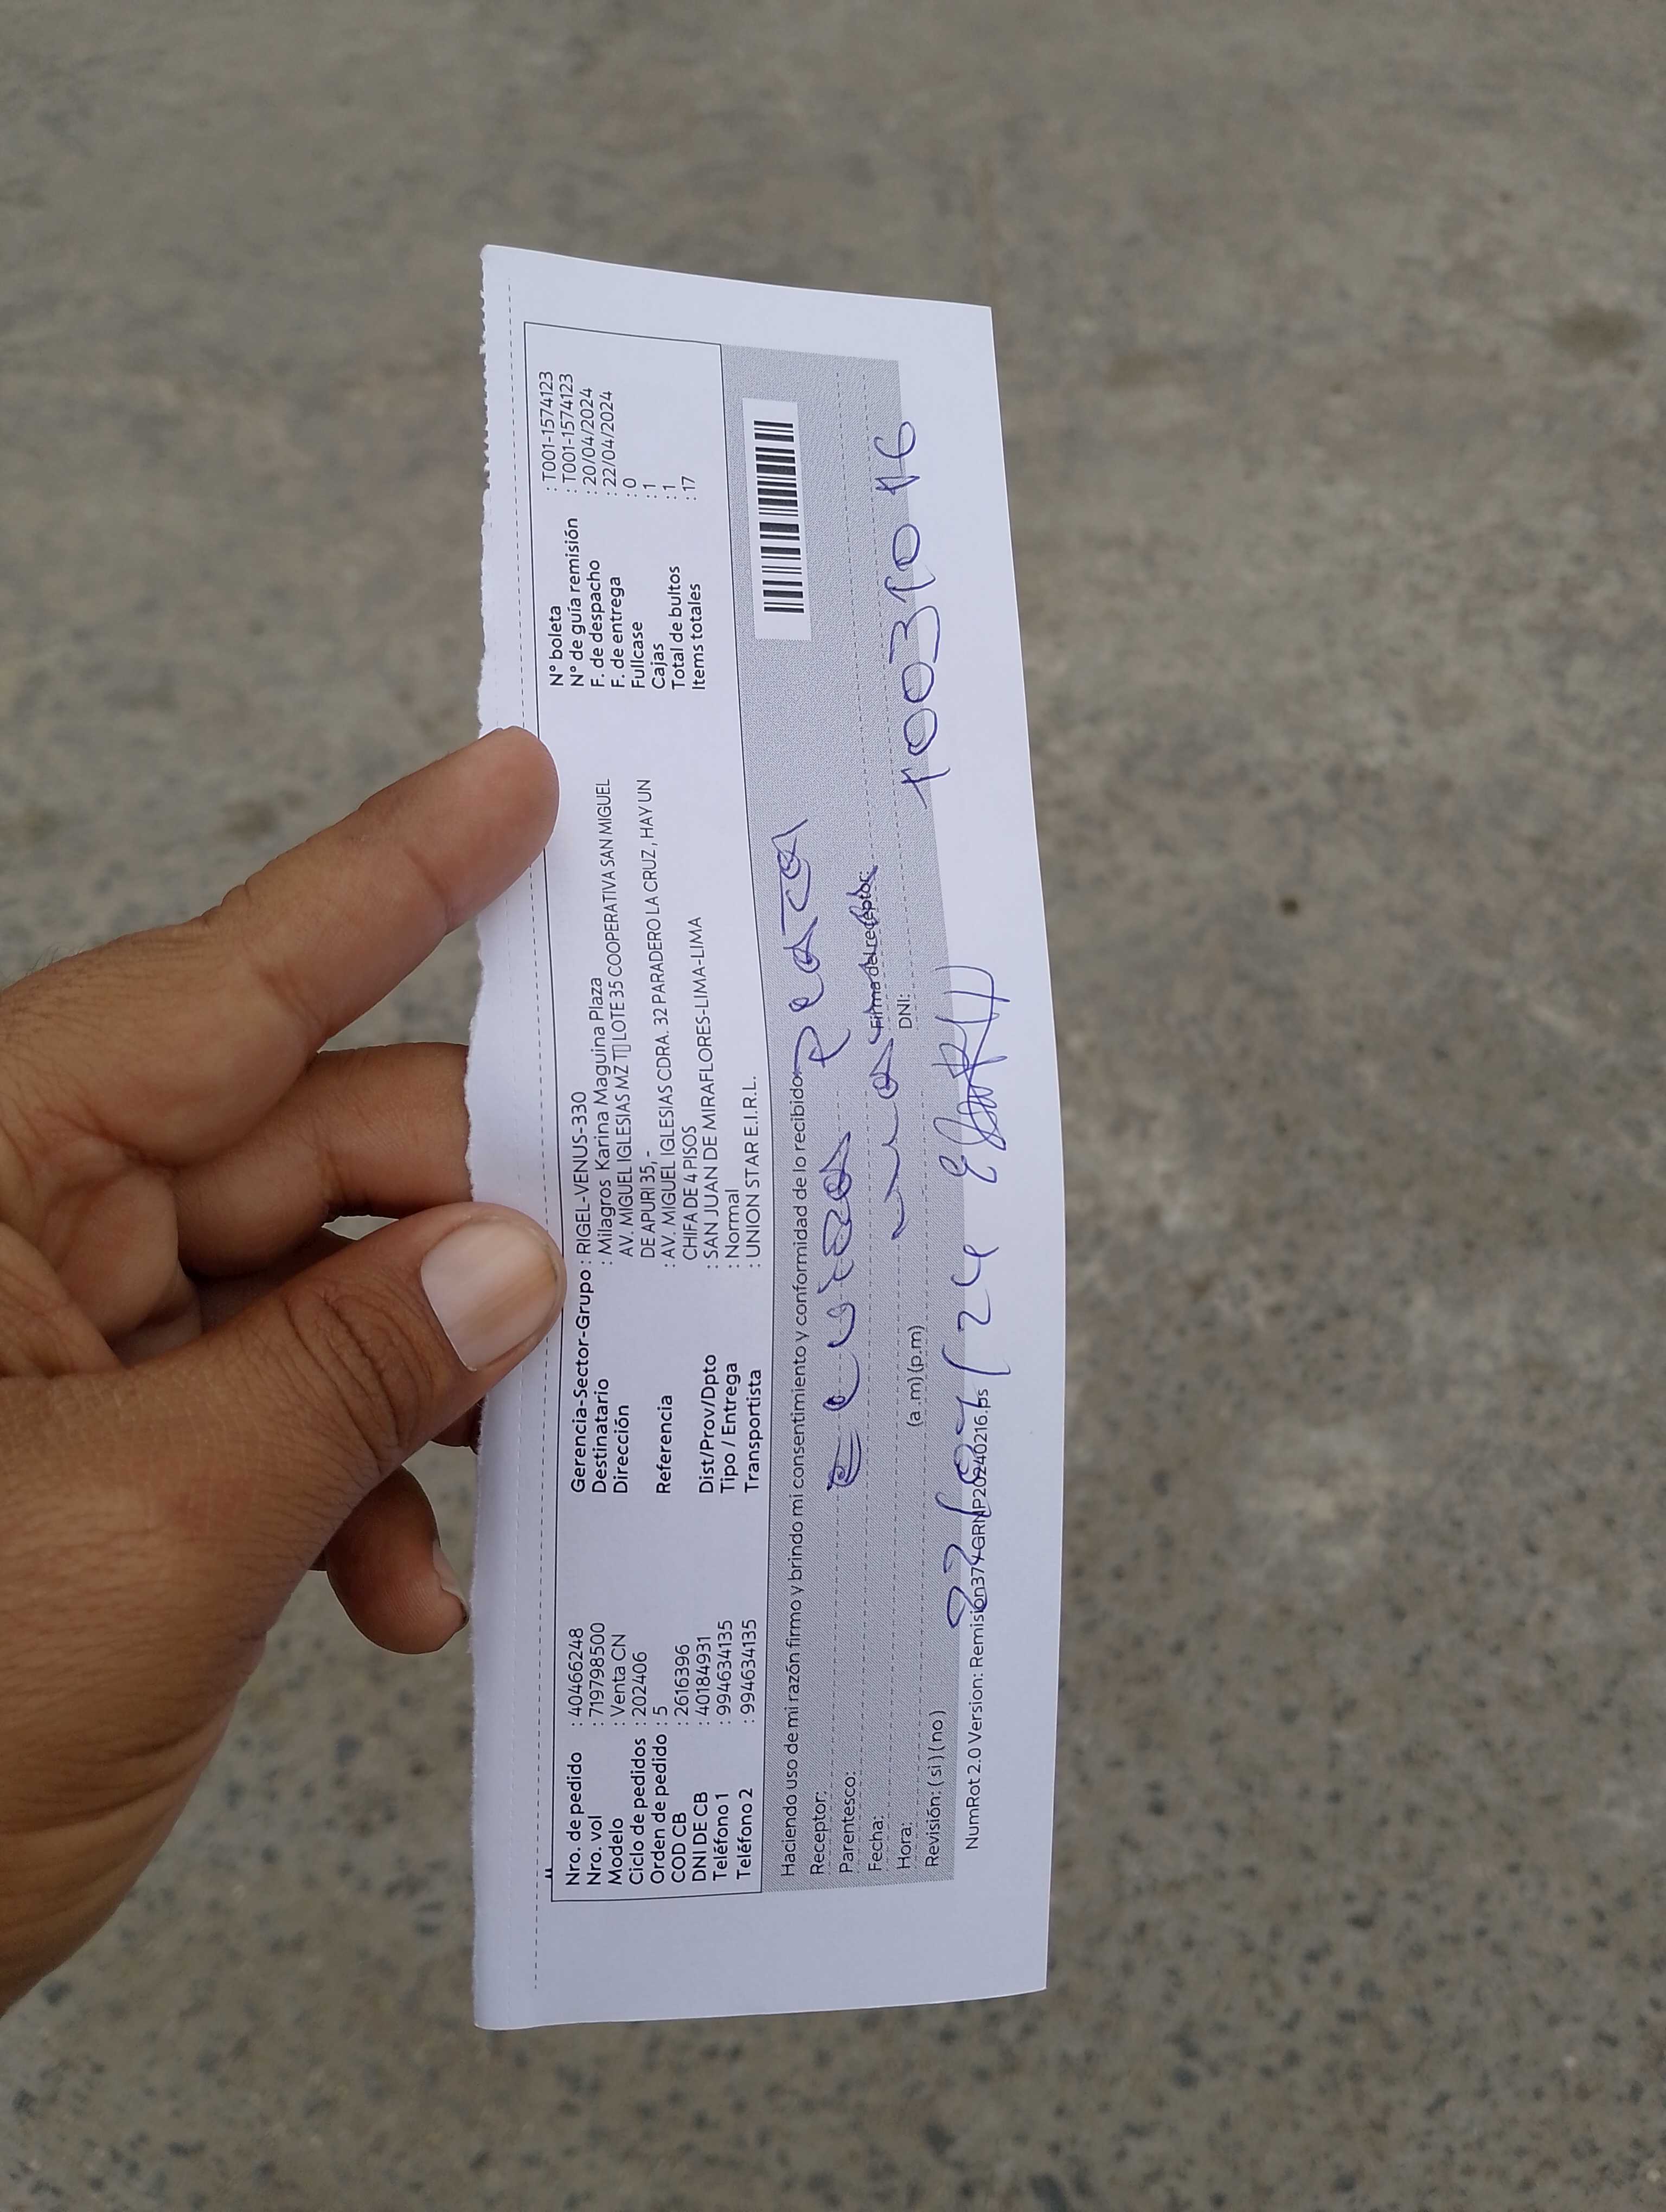 Nro. de pedido : 40466248
Nro. vol : 719798500
Modelo : Venta CN
Ciclo de pedidos : 202406
Orden de pedido : 5
COD CB : 2616396
DNI DE CB : 40184931
Teléfono 1 : 994634135
Teléfono 2 : 994634135
Gerencia-Sector-Grupo : RIGEL-VENUS-330
Destinatario : Milagros Karina Maguina Plaza
Dirección AV. MIGUEL IGLESIAS MZ T▯ LOTE 35 COOPERATIVA SAN MIGUEL
DE APURI 35,-
Referencia : AV. MIGUEL IGLESIAS CDRA. 32 PARADERO LA CRUZ , HAY UN
CHIFA DE 4 PISOS
Dist/Prov/Dpto : SAN JUAN DE MIRAFLORES-LIMA-LIMA
Tipo / Entrega : Normal
Transportista : UNION STAR E.I.R.L.
N° boleta : T001-1574123
N° de guía remisión : T001-1574123
F. de despacho : 20/04/2024
F. de entrega : 22/04/2024
Fullcase : 0
Cajas : 1
Total de bultos : 1
Items totales : 17
Haciendo uso de mi razón firmo y brindo mi consentimiento y conformidad de lo recibido.
Receptor:
Parentesco:
Fecha:
Firma del receptor:
Hora: (a .m) (p.m) DNI:
Revisión: ( si ) ( no )
NumRot 2.0 Version: Remision374GRNP20240216.ps